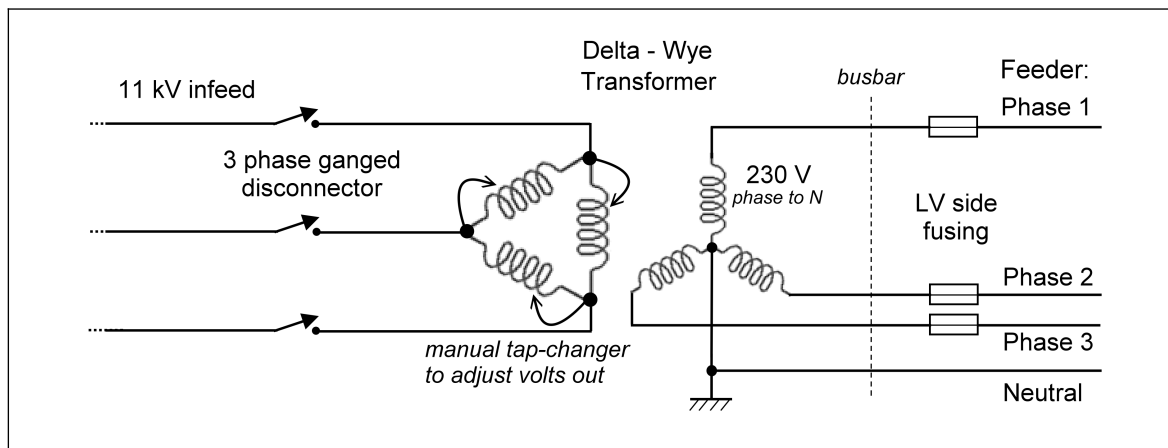 Delta - Wye
Transformer
11 kV infeed
busbar
Feeder:
Phase 1
3 phase ganged
disconnector
230 V
phase to N
LV side
fusing
Phase 2
Phase 3
manual tap-changer
to adjust volts out
Neutral